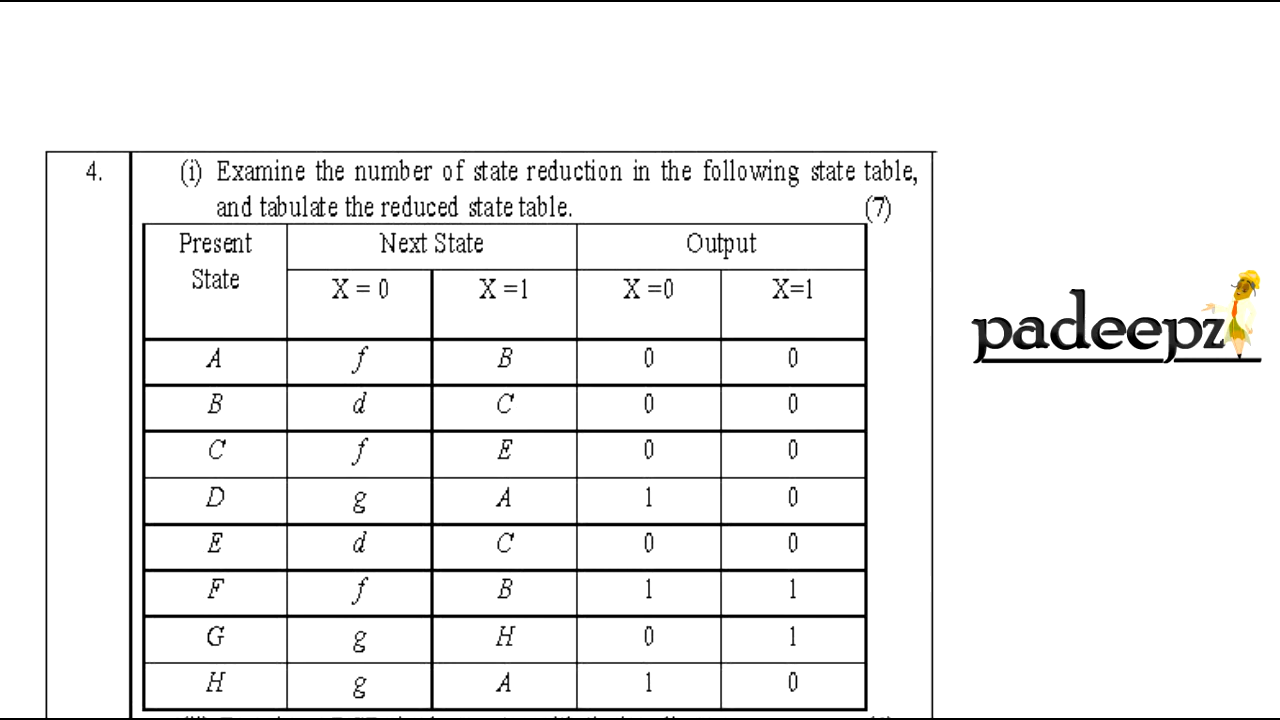 4.
(i) Examine the number of state reduction in the following state table,
and tabulate the reduced state table. (7)
Present State Next State Output
X = 0 X =1 X =0 X=1
A f B 0 0
B d C 0 0
C f E 0 0
D g A 1 0
E d C 0 0
F f B 1 1
G g H 0 1
H g A 1 0
padeepz